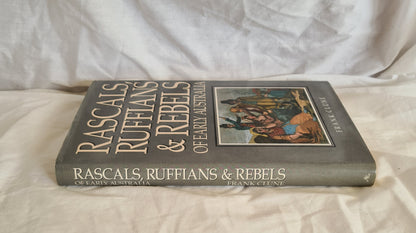 RASCALS
RUFFIANS
& REBELS
OF EARLY AUSTRALIA
FRANK CLUNE
RASCALS, RUFFIANS & REBELS
OF EARLY AUSTRALIA
FRANK CLUNE